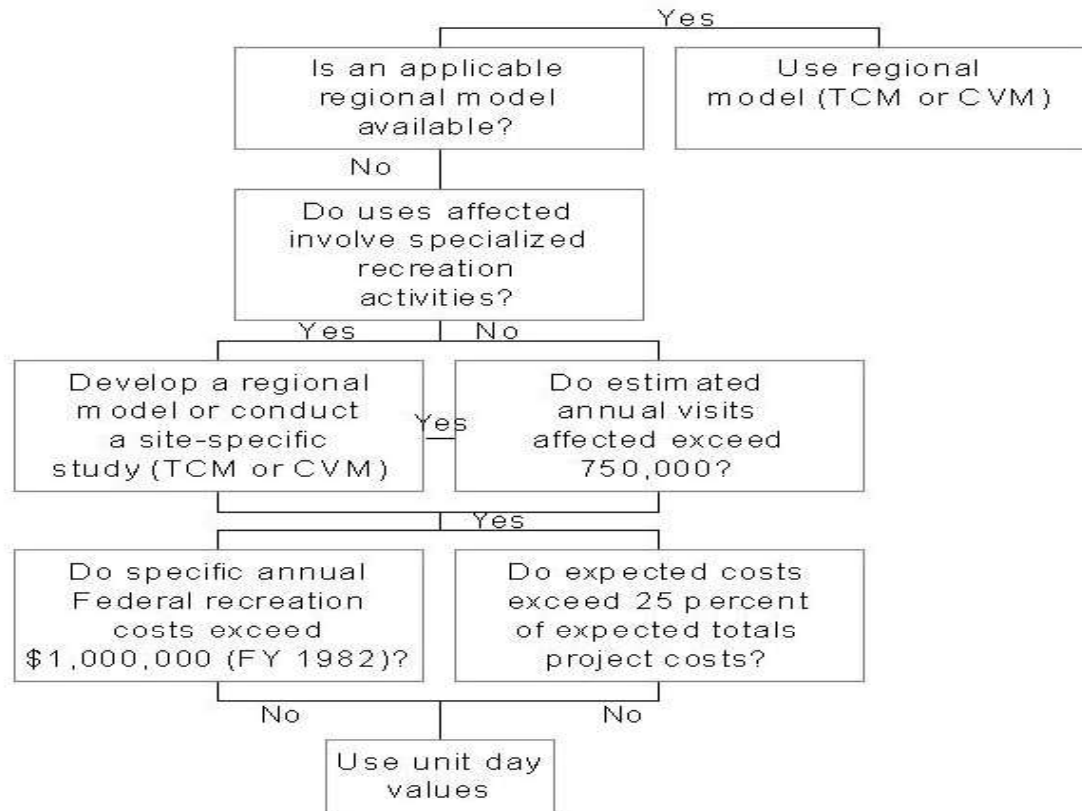 Yes
Is an applicable
regional model
available?
Use regional
model (TCM or CVM)
No
Do uses affected
involve specialized
recreation
activities?
Yes
No
Develop a regional
model or conduct
a site-specific
study (TCM or CVM)
Yes
Do estimated
annual visits
affected exceed
750,000?
Yes
Do specific annual
Federal recreation
costs exceed
$1,000,000 (FY 1982)?
Do expected costs
exceed 25 percent
of expected totals
project costs?
No
No
Use unit day
values